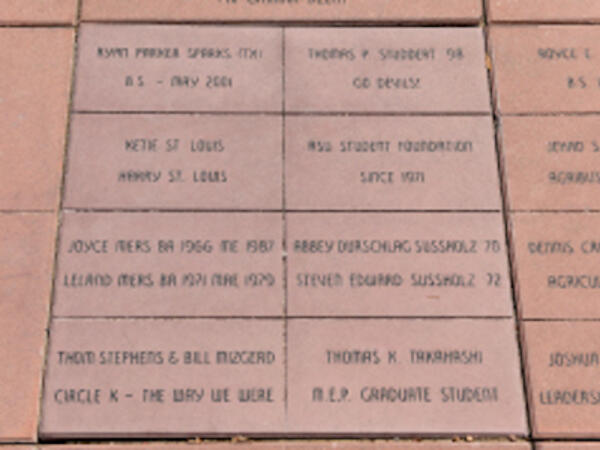 RYAN PARKER SPARKS
B.S. - MAY 2001
THOMAS P. STUDDERT 98
GO DEVILS!
KETIE ST LOUIS
HARRY ST. LOUIS
ASU STUDENT FOUNDATION
SINCE 1971
JOYCE MERS BA 1966 ME 1987
LELAND MERS BA 1971 MAE 1979
ABBEY DURSCHLAG SUSSHOLZ 70
STEVEN EDWARD SUSSHOLZ 72
THOM STEPHENS & BILL MIZGERD
CIRCLE K - THE WAY WE WERE
THOMAS K. TAKAHASHI
M.E.P. GRADUATE STUDENT
DENNIS
JOSHUA